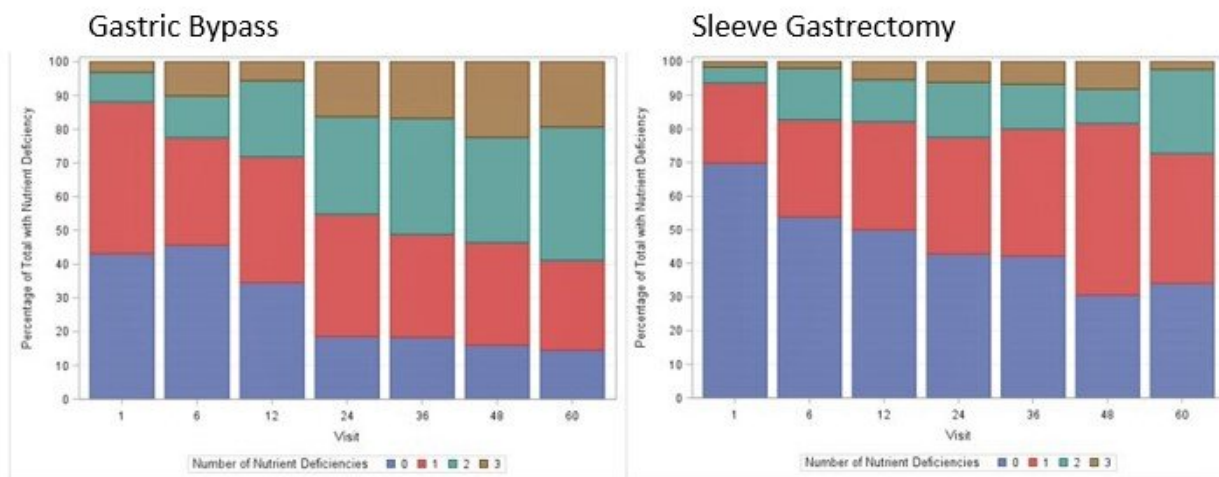 Gastric Bypass
Percentage of Total with Nutrient Deficiency
100
90
80
70
60
50
40
30
20
10
0
1 6 12 24 36 48 60
Visit
Number of Nutrient Deficiencies 0 1 2 3
Sleeve Gastrectomy
Percentage of Total with Nutrient Deficiency
100
90
80
70
60
50
40
30
20
10
0
1 6 12 24 36 48 60
Visit
Number of Nutrient Deficiencies 0 1 2 3